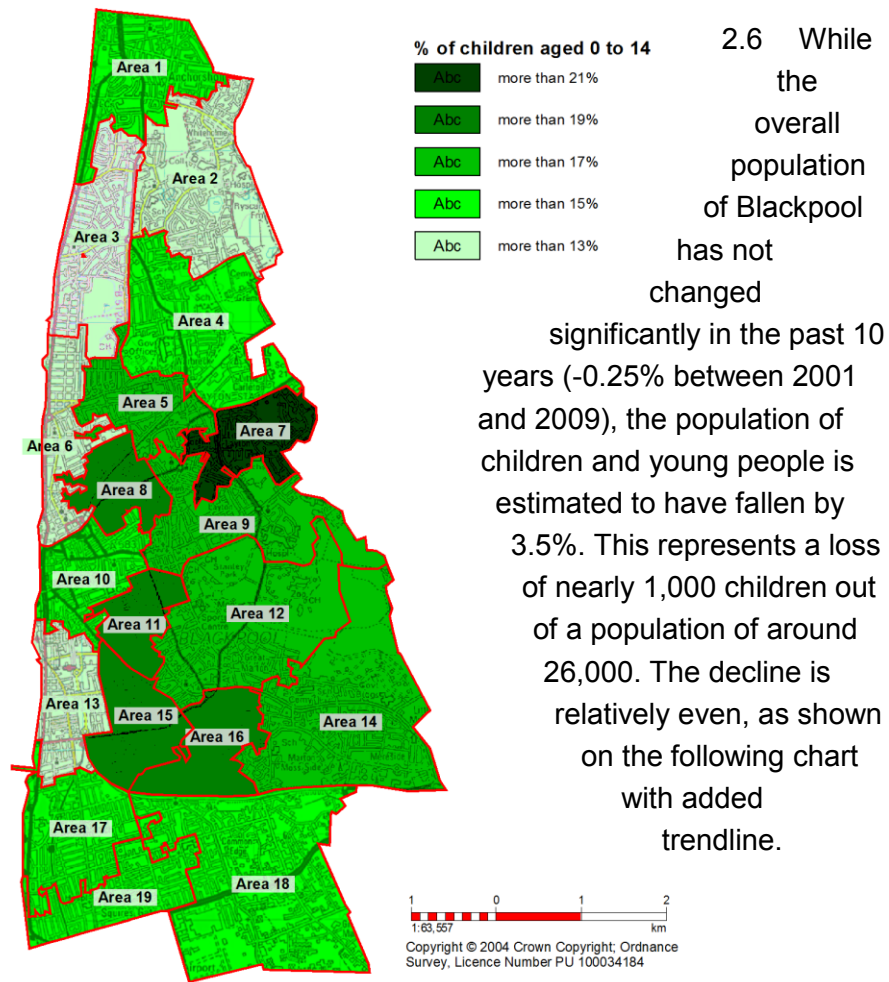 % of children aged 0 to 14
Abc more than 21%
Abc more than 19%
Abc more than 17%
Abc more than 15%
Abc more than 13%
Area 1
Area 2
Area 3
Area 4
Area 5
Area 7
Area 6
Area 8
Area 9
Area 10
Area 11
Area 12
Area 13
Area 15
Area 14
Area 16
Area 17
Area 18
Area 19
2.6 While
the
overall
population
of Blackpool
has not
changed
significantly in the past 10
years (-0.25% between 2001
and 2009), the population of
children and young people is
estimated to have fallen by
3.5%. This represents a loss
of nearly 1,000 children out
of a population of around
26,000. The decline is
relatively even, as shown
on the following chart
with added
trendline.
1 0 1 2
1:63,557 km
Copyright © 2004 Crown Copyright; Ordnance
Survey, Licence Number PU 100034184